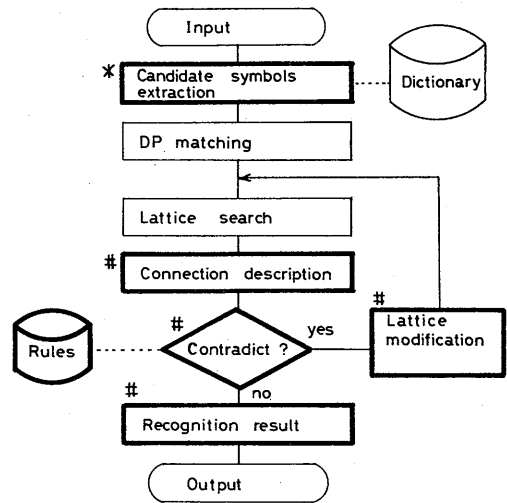 Input
*
Candidate symbols
extraction
Dictionary
DP matching
Lattice search
#
Connection description
#
Contradict ?
yes
#
Lattice
modification
Rules
no
#
Recognition result
Output